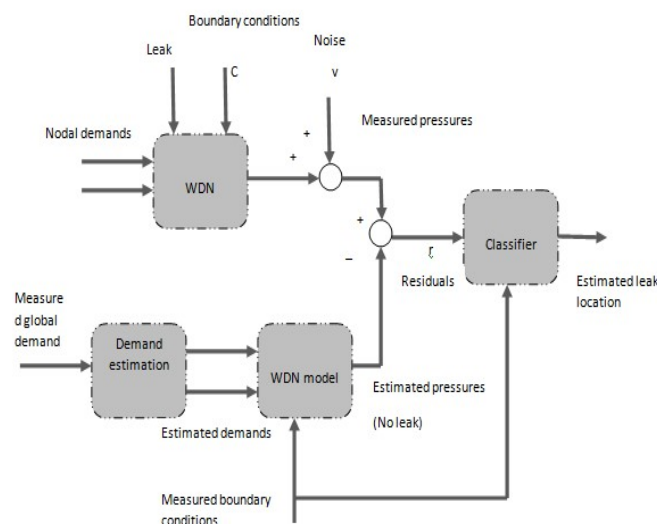 Boundary conditions
Leak
Noise
C
v
Measured pressures
Nodal demands
+
+
WDN
+
Classifier
r
–
Residuals
Estimated leak
location
Measure
d global
demand
Demand
estimation
WDN model
Estimated pressures
(No leak)
Estimated demands
Measured boundary
conditions